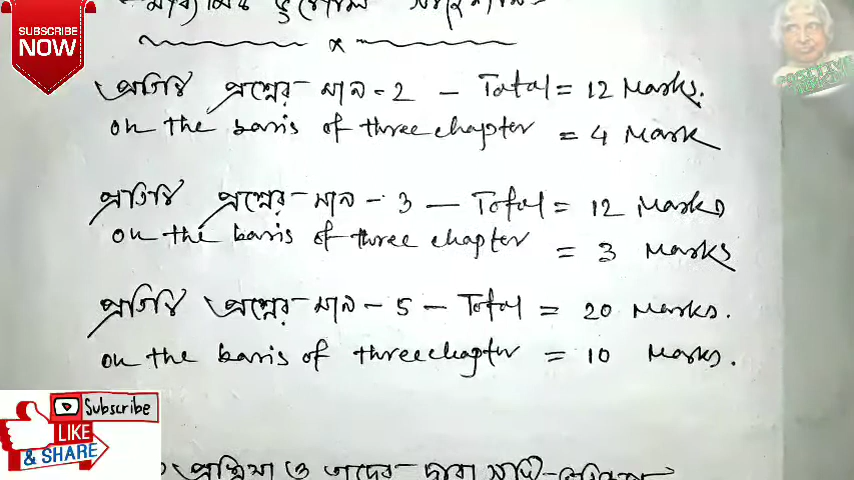 SUBSCRIBE
NOW
প্রতিটি প্রশ্নের মান - 2 - Total = 12 Marks.
on the basis of three chapter = 4 Mark
প্রতিটি প্রশ্নের মান - 3 - Total = 12 Marks
on the basis of three chapter = 3 Marks
প্রতিটি প্রশ্নের মান - 5 - Total = 20 Marks.
on the basis of three chapter = 10 Marks.
Subscribe
LIKE
& SHARE
ও তাদের দ্বারা